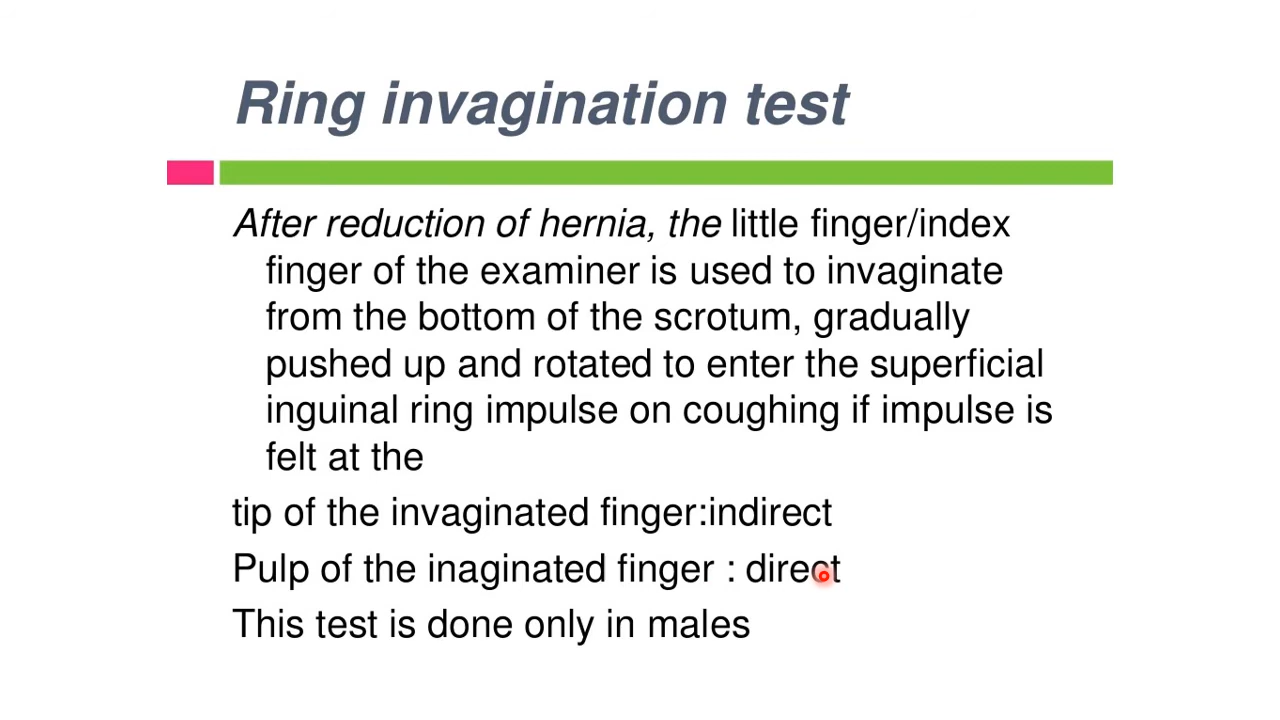 Ring invagination test
After reduction of hernia, the little finger/index
finger of the examiner is used to invaginate
from the bottom of the scrotum, gradually
pushed up and rotated to enter the superficial
inguinal ring impulse on coughing if impulse is
felt at the
tip of the invaginated finger:indirect
Pulp of the inaginated finger : direct
This test is done only in males